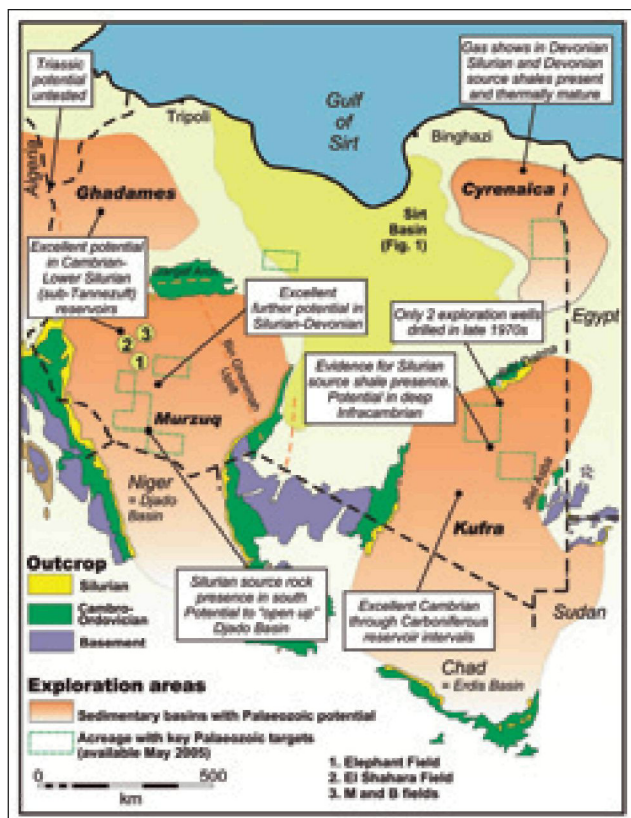 Triassic
potential
untested
Gas shows in Devonian
Silurian and Devonian
source shales present
and thermally mature
Gulf
of
Sirt
Tripoli
Binghazi
Algeria
Ghadames
Cyrenaica
Sirt
Basin
(Fig. 1)
Excellent potential
in Cambrian-
Lower Silurian
(sub-Tannezuft)
reservoirs
Excellent
further potential in
Silurian-Devonian
Only 2 exploration wells
drilled in late 1970s
Egypt
Evidence for Silurian
source shale presence.
Potential in deep
Infracambrian
3
2
1
Uplift
Murzuq
Niger
= Djado
Basin
Kufra
Outcrop
Silurian
Cambro-
Ordovician
Basement
Silurian source rock
presence in south
Potential to "open up"
Djado Basin
Excellent Cambrian
through Carboniferous
reservoir intervals
Sudan
Chad
= Erdis Basin
Exploration areas
Sedimentary basins with Palaeozoic potential
Acreage with key Palaeozoic targets
(available May 2005)
0 500
km
1. Elephant Field
2. El Shahara Field
3. M and B fields